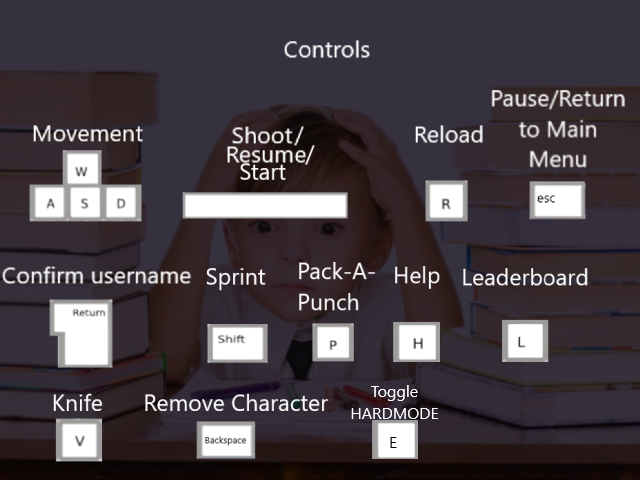 Controls
Movement
Shoot/
Resume/
Start
Reload
Pause/Return
to Main
Menu
W
A S D
R
esc
Confirm username
Sprint
Pack-A-
Punch
Help
Leaderboard
Return
Shift
P
H
L
Knife
Remove Character
Toggle
HARDMODE
V
Backspace
E